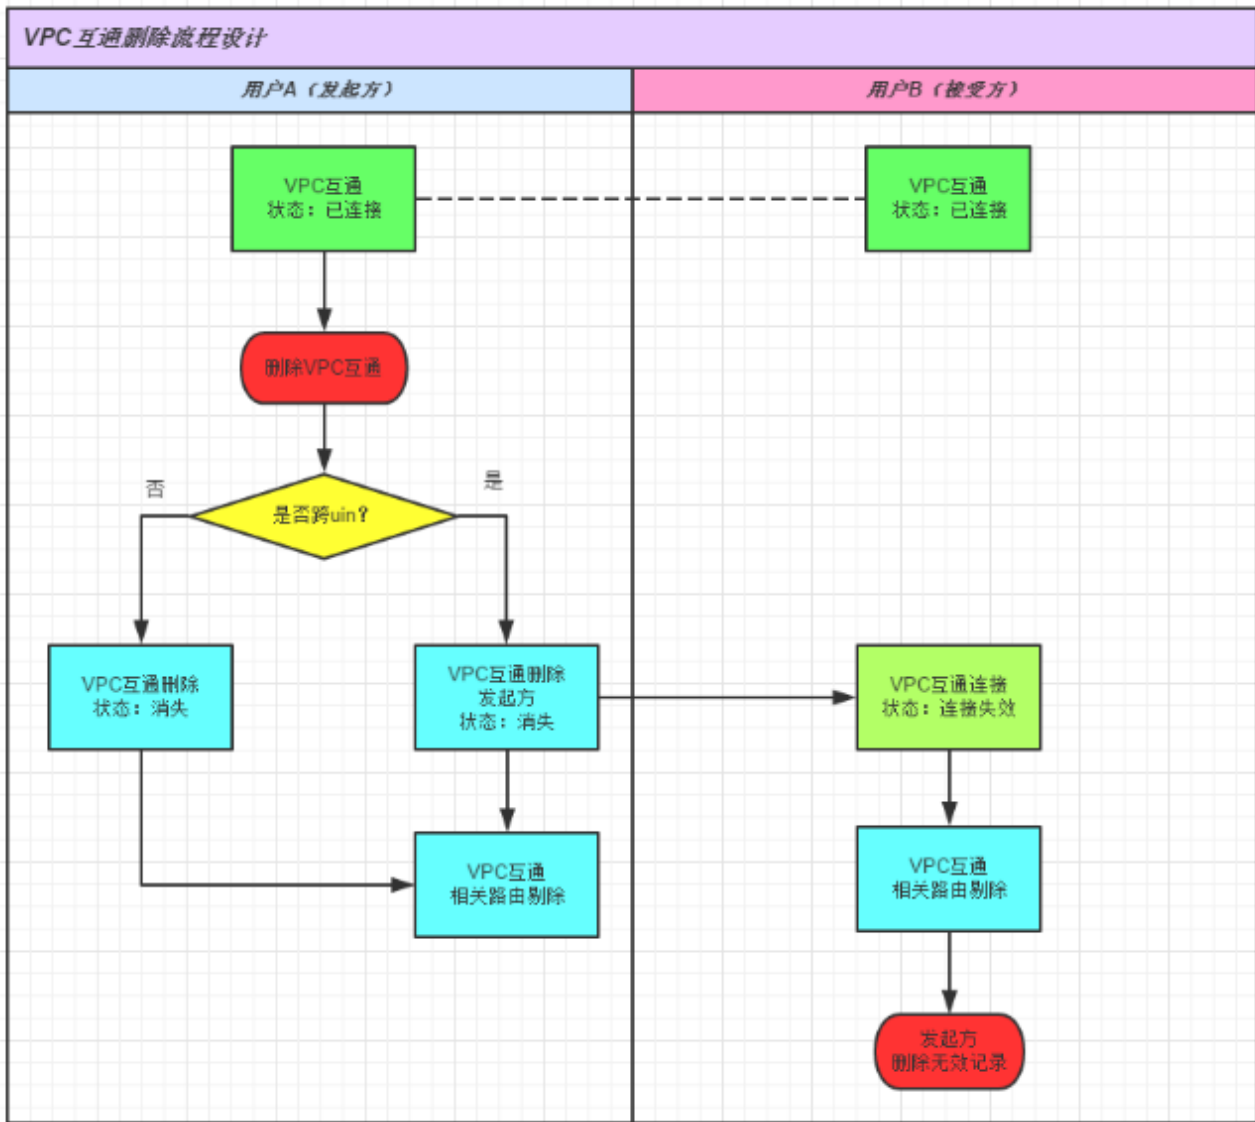 VPC互通删除流程设计
用户A（发起方）
用户B（接受方）
VPC互通
状态：已连接
VPC互通
状态：已连接
删除VPC互通
否
是
是否跨uin？
VPC互通删除
状态：消失
VPC互通删除
发起方
状态：消失
VPC互通连接
状态：连接失效
VPC互通
相关路由剔除
VPC互通
相关路由剔除
发起方
删除无效记录